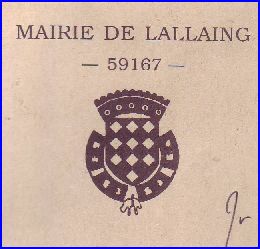 MAIRIE DE LALLAING
— 59167 —